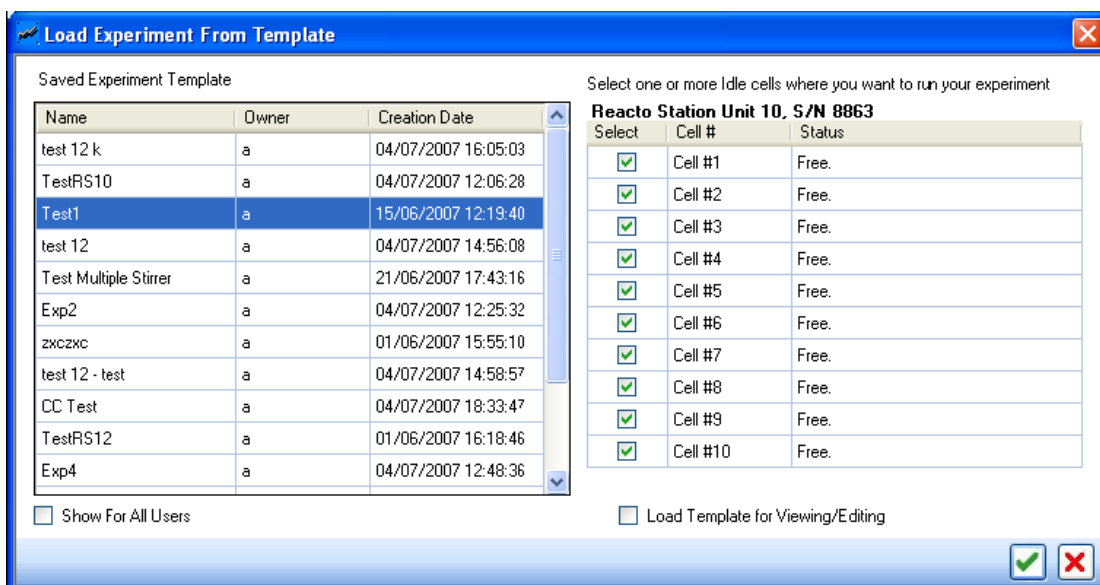 Load Experiment From Template
Saved Experiment Template
Name Owner Creation Date
test 12 k a 04/07/2007 16:05:03
TestRS10 a 04/07/2007 12:06:28
Test1 a 15/06/2007 12:19:40
test 12 a 04/07/2007 14:56:08
Test Multiple Stirrer a 21/06/2007 17:43:16
Exp2 a 04/07/2007 12:25:32
zxczxc a 01/06/2007 15:55:10
test 12 - test a 04/07/2007 14:58:57
CC Test a 04/07/2007 18:33:47
TestRS12 a 01/06/2007 16:18:46
Exp4 a 04/07/2007 12:48:36
Show For All Users
Select one or more Idle cells where you want to run your experiment
Reacto Station Unit 10, S/N 8863
Select Cell # Status
Cell #1 Free.
Cell #2 Free.
Cell #3 Free.
Cell #4 Free.
Cell #5 Free.
Cell #6 Free.
Cell #7 Free.
Cell #8 Free.
Cell #9 Free.
Cell #10 Free.
Load Template for Viewing/Editing